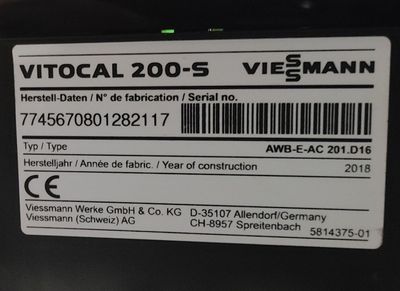 VITOCAL 200-S VIESSMANN
Herstell-Daten / N° de fabrication / Serial no.
7745670801282117
Typ / Type AWB-E-AC 201.D16
Herstelljahr / Année de fabric. / Year of construction 2018
CE
Viessmann Werke GmbH & Co. KG D-35107 Allendorf/Germany
Viessmann (Schweiz) AG CH-8957 Spreitenbach
5814375-01